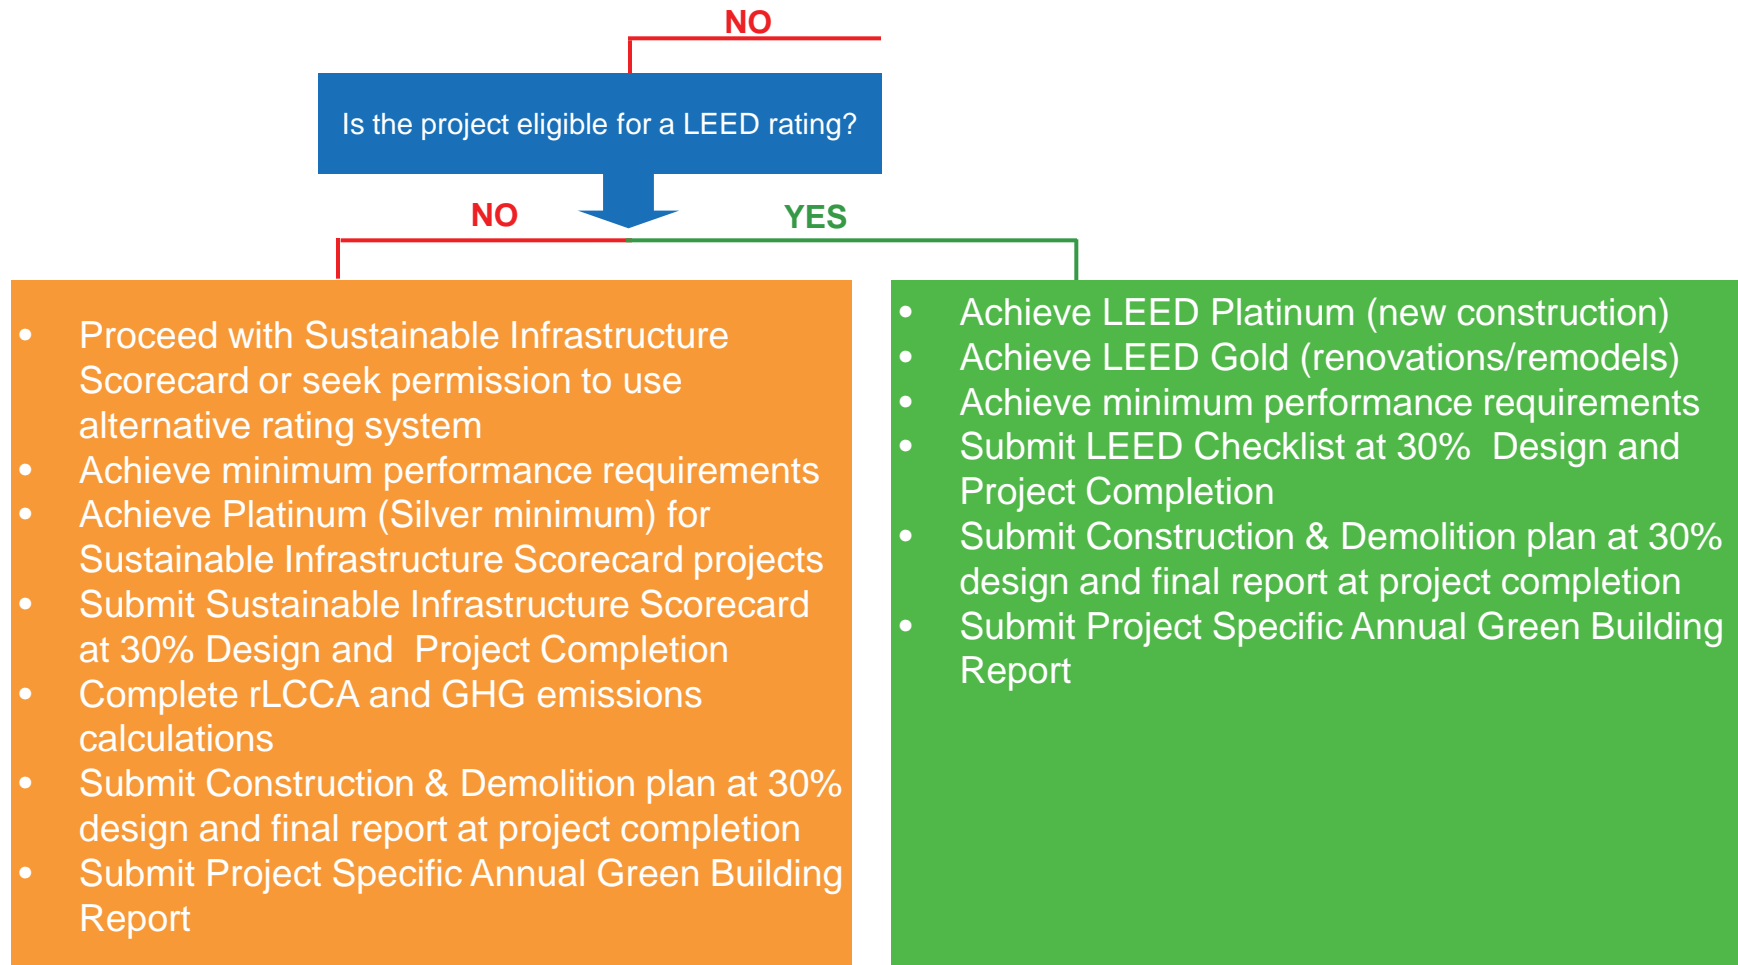 NO
Is the project eligible for a LEED rating?
NO
YES
• Proceed with Sustainable Infrastructure
Scorecard or seek permission to use
alternative rating system
• Achieve minimum performance requirements
• Achieve Platinum (Silver minimum) for
Sustainable Infrastructure Scorecard projects
• Submit Sustainable Infrastructure Scorecard
at 30% Design and  Project Completion
• Complete rLCCA and GHG emissions
calculations
• Submit Construction & Demolition plan at 30%
design and final report at project completion
• Submit Project Specific Annual Green Building
Report
• Achieve LEED Platinum (new construction)
• Achieve LEED Gold (renovations/remodels)
• Achieve minimum performance requirements
• Submit LEED Checklist at 30%  Design and
Project Completion
• Submit Construction & Demolition plan at 30%
design and final report at project completion
• Submit Project Specific Annual Green Building
Report